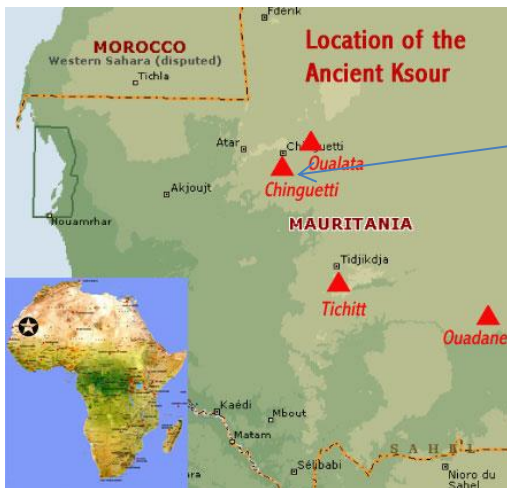 Fdérik
MOROCCO
Western Sahara (disputed)
Tichla
Location of the
Ancient Ksour
Atar
Chinguetti
Oualata
Chinguetti
Akjoujt
Nouamrhar
MAURITANIA
Tidjikdja
Tichitt
Ouadane
Kaédi
Mbout
Matam
SAHEL
Sélibabi
Nioro du
Sahel